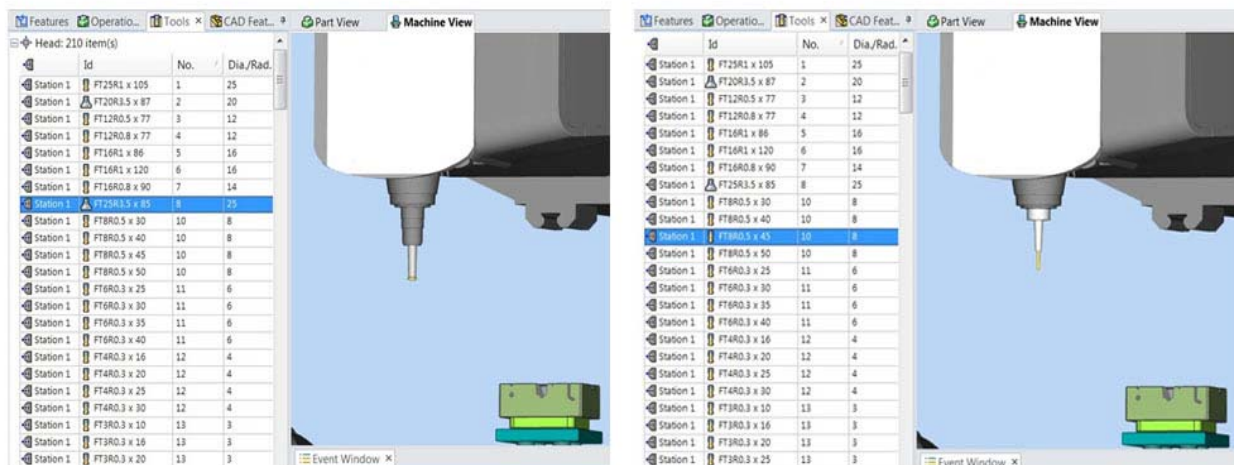 Features Operatio... Tools × CAD Feat... Part View Machine View
Head: 210 item(s)
Id No. Dia./Rad.
Station 1 FT25R1 x 105 1 25
Station 1 FT20R3.5 x 87 2 20
Station 1 FT12R0.5 x 77 3 12
Station 1 FT12R0.8 x 77 4 12
Station 1 FT16R1 x 86 5 16
Station 1 FT16R1 x 120 6 16
Station 1 FT16R0.8 x 90 7 14
Station 1 FT25R3.5 x 85 8 25
Station 1 FT8R0.5 x 30 10 8
Station 1 FT8R0.5 x 40 10 8
Station 1 FT8R0.5 x 45 10 8
Station 1 FT8R0.5 x 50 10 8
Station 1 FT6R0.3 x 25 11 6
Station 1 FT6R0.3 x 30 11 6
Station 1 FT6R0.3 x 35 11 6
Station 1 FT6R0.3 x 40 11 6
Station 1 FT4R0.3 x 16 12 4
Station 1 FT4R0.3 x 20 12 4
Station 1 FT4R0.3 x 25 12 4
Station 1 FT4R0.3 x 30 12 4
Station 1 FT3R0.3 x 10 13 3
Station 1 FT3R0.3 x 16 13 3
Station 1 FT3R0.3 x 20 13 3
Event Window ×
Features Operatio... Tools × CAD Feat... Part View Machine View
Id No. Dia./Rad.
Station 1 FT25R1 x 105 1 25
Station 1 FT20R3.5 x 87 2 20
Station 1 FT12R0.5 x 77 3 12
Station 1 FT12R0.8 x 77 4 12
Station 1 FT16R1 x 86 5 16
Station 1 FT16R1 x 120 6 16
Station 1 FT16R0.8 x 90 7 14
Station 1 FT25R3.5 x 85 8 25
Station 1 FT8R0.5 x 30 10 8
Station 1 FT8R0.5 x 40 10 8
Station 1 FT8R0.5 x 45 10 8
Station 1 FT8R0.5 x 50 10 8
Station 1 FT6R0.3 x 25 11 6
Station 1 FT6R0.3 x 30 11 6
Station 1 FT6R0.3 x 35 11 6
Station 1 FT6R0.3 x 40 11 6
Station 1 FT4R0.3 x 16 12 4
Station 1 FT4R0.3 x 20 12 4
Station 1 FT4R0.3 x 25 12 4
Station 1 FT4R0.3 x 30 12 4
Station 1 FT3R0.3 x 10 13 3
Station 1 FT3R0.3 x 16 13 3
Station 1 FT3R0.3 x 20 13 3
Station 1 FT3R0.3 x 25 13 3
Event Window ×